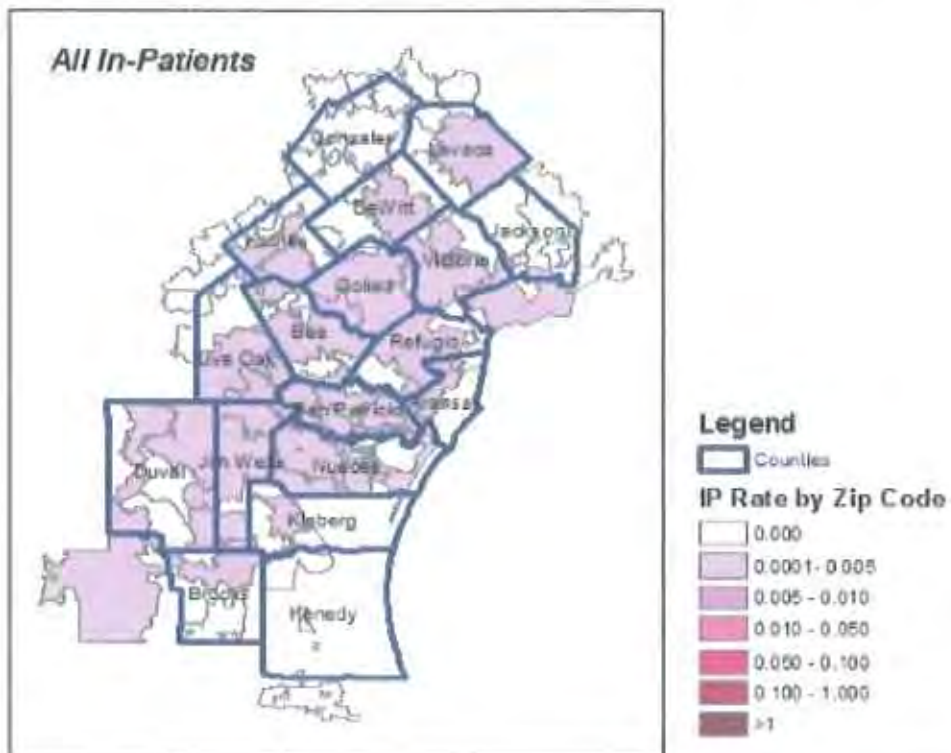 All In-Patients
Gonzales
Lavaca
DeWitt
Jackson
Victoria
Goliad
Bee
Refugio
Live Oak
San Patricio
Duval
Jim Wells
Nueces
Kleberg
Brooks
Kenedy
Legend
Counties
IP Rate by Zip Code
0.000
0.0001 - 0.005
0.005 - 0.010
0.010 - 0.050
0.050 - 0.100
0.100 - 1.000
>1